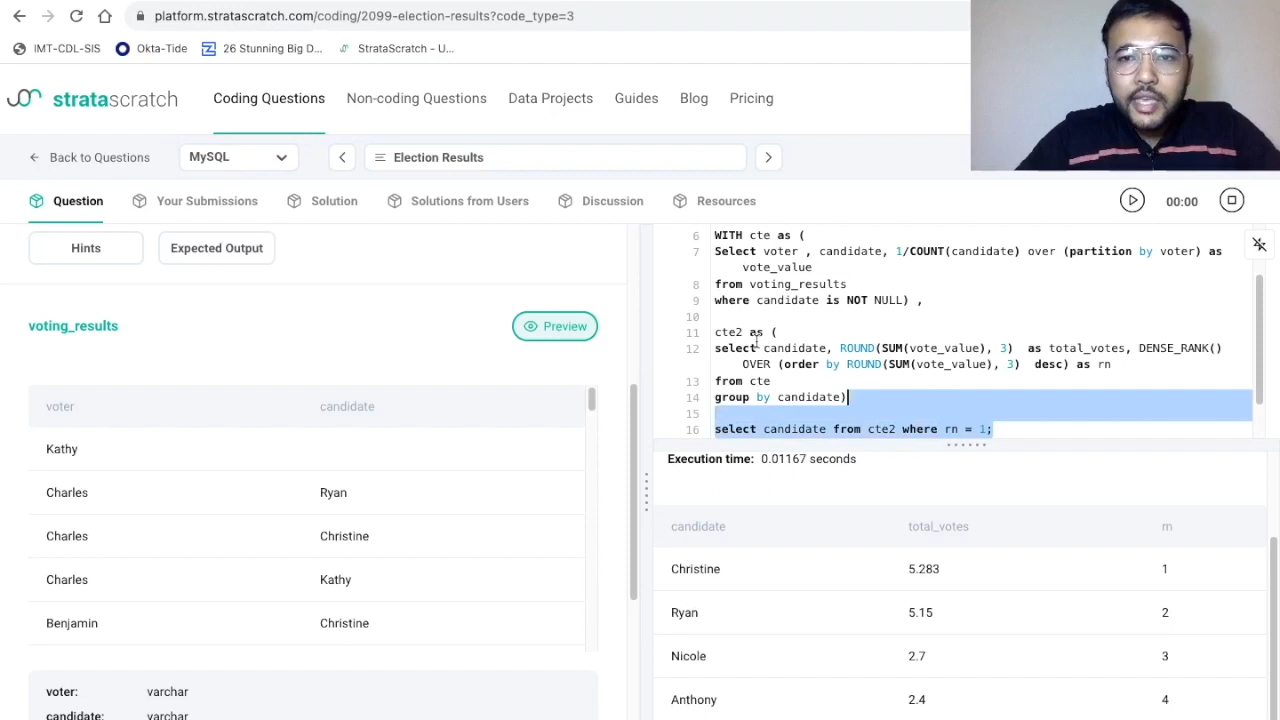 platform.stratascratch.com/coding/2099-election-results?code_type=3
IMT-CDL-SIS Okta-Tide 26 Stunning Big D... StrataScratch - U...
stratascratch Coding Questions Non-coding Questions Data Projects Guides Blog Pricing
Back to Questions MySQL Election Results
Question Your Submissions Solution Solutions from Users Discussion Resources 00:00
Hints Expected Output
voting_results Preview
voter candidate
Kathy
Charles Ryan
Charles Christine
Charles Kathy
Benjamin Christine
voter: varchar
candidate: varchar
6 WITH cte as (
7 Select voter , candidate, 1/COUNT(candidate) over (partition by voter) as
vote_value
8 from voting_results
9 where candidate is NOT NULL) ,
10
11 cte2 as (
12 select candidate, ROUND(SUM(vote_value), 3) as total_votes, DENSE_RANK()
OVER (order by ROUND(SUM(vote_value), 3) desc) as rn
13 from cte
14 group by candidate)
15
16 select candidate from cte2 where rn = 1;
Execution time: 0.01167 seconds
candidate total_votes rn
Christine 5.283 1
Ryan 5.15 2
Nicole 2.7 3
Anthony 2.4 4